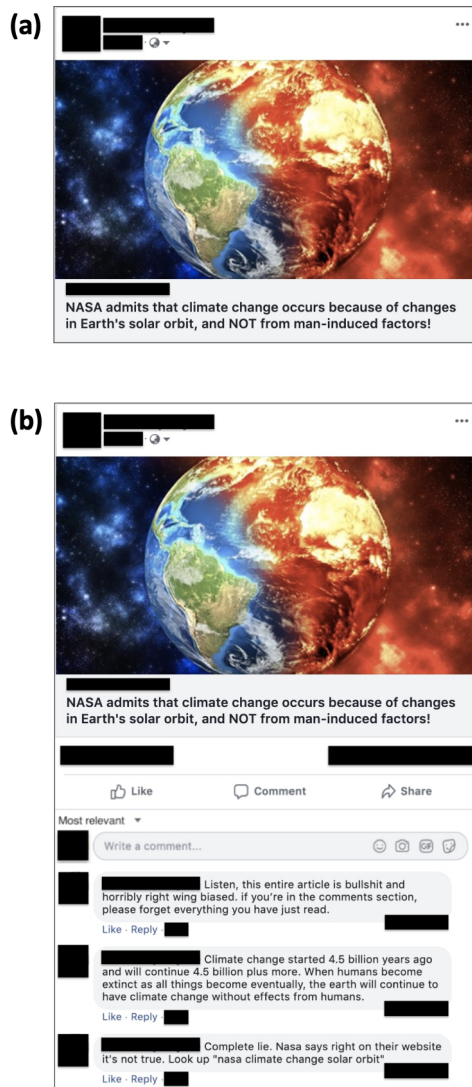 (a)
NASA admits that climate change occurs because of changes
in Earth's solar orbit, and NOT from man-induced factors!
(b)
NASA admits that climate change occurs because of changes
in Earth's solar orbit, and NOT from man-induced factors!
Like Comment Share
Most relevant
Write a comment... GIF
Listen, this entire article is bullshit and
horribly right wing biased. if you're in the comments section,
please forget everything you have just read.
Like · Reply ·
Climate change started 4.5 billion years ago
and will continue 4.5 billion plus more. When humans become
extinct as all things become eventually, the earth will continue to
have climate change without effects from humans.
Like · Reply ·
Complete lie. Nasa says right on their website
it's not true. Look up "nasa climate change solar orbit"
Like · Reply ·